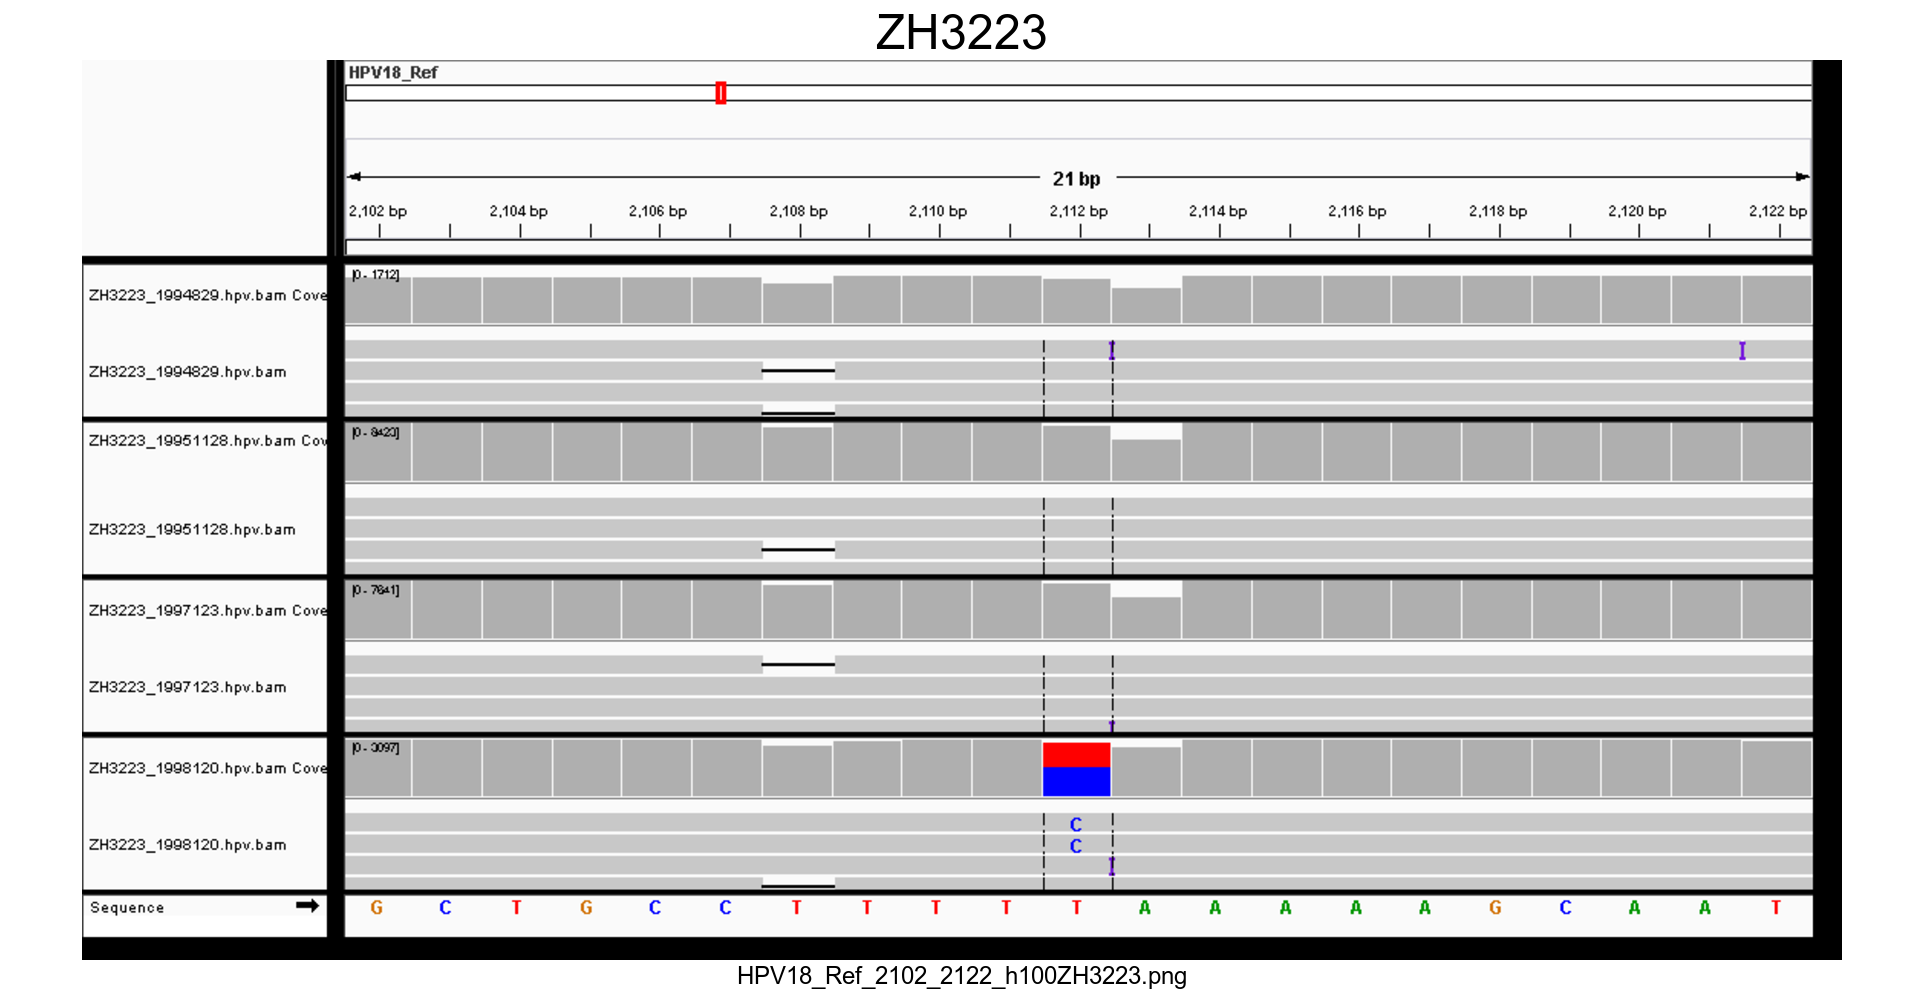 ZH3223
HPV18_Ref
21 bp
2,102 bp 2,104 bp 2,106 bp 2,108 bp 2,110 bp 2,112 bp 2,114 bp 2,116 bp 2,118 bp 2,120 bp 2,122 bp
[0 - 1712]
ZH3223_1994829.hpv.bam Cove
I I
ZH3223_1994829.hpv.bam
[0 - 8423]
ZH3223_19951128.hpv.bam Cov
ZH3223_19951128.hpv.bam
[0 - 7641]
ZH3223_1997123.hpv.bam Cove
ZH3223_1997123.hpv.bam
I
[0 - 3097]
ZH3223_1998120.hpv.bam Cove
C
C
ZH3223_1998120.hpv.bam
I
Sequence G C T G C C T T T T T A A A A A G C A A T
HPV18_Ref_2102_2122_h100ZH3223.png